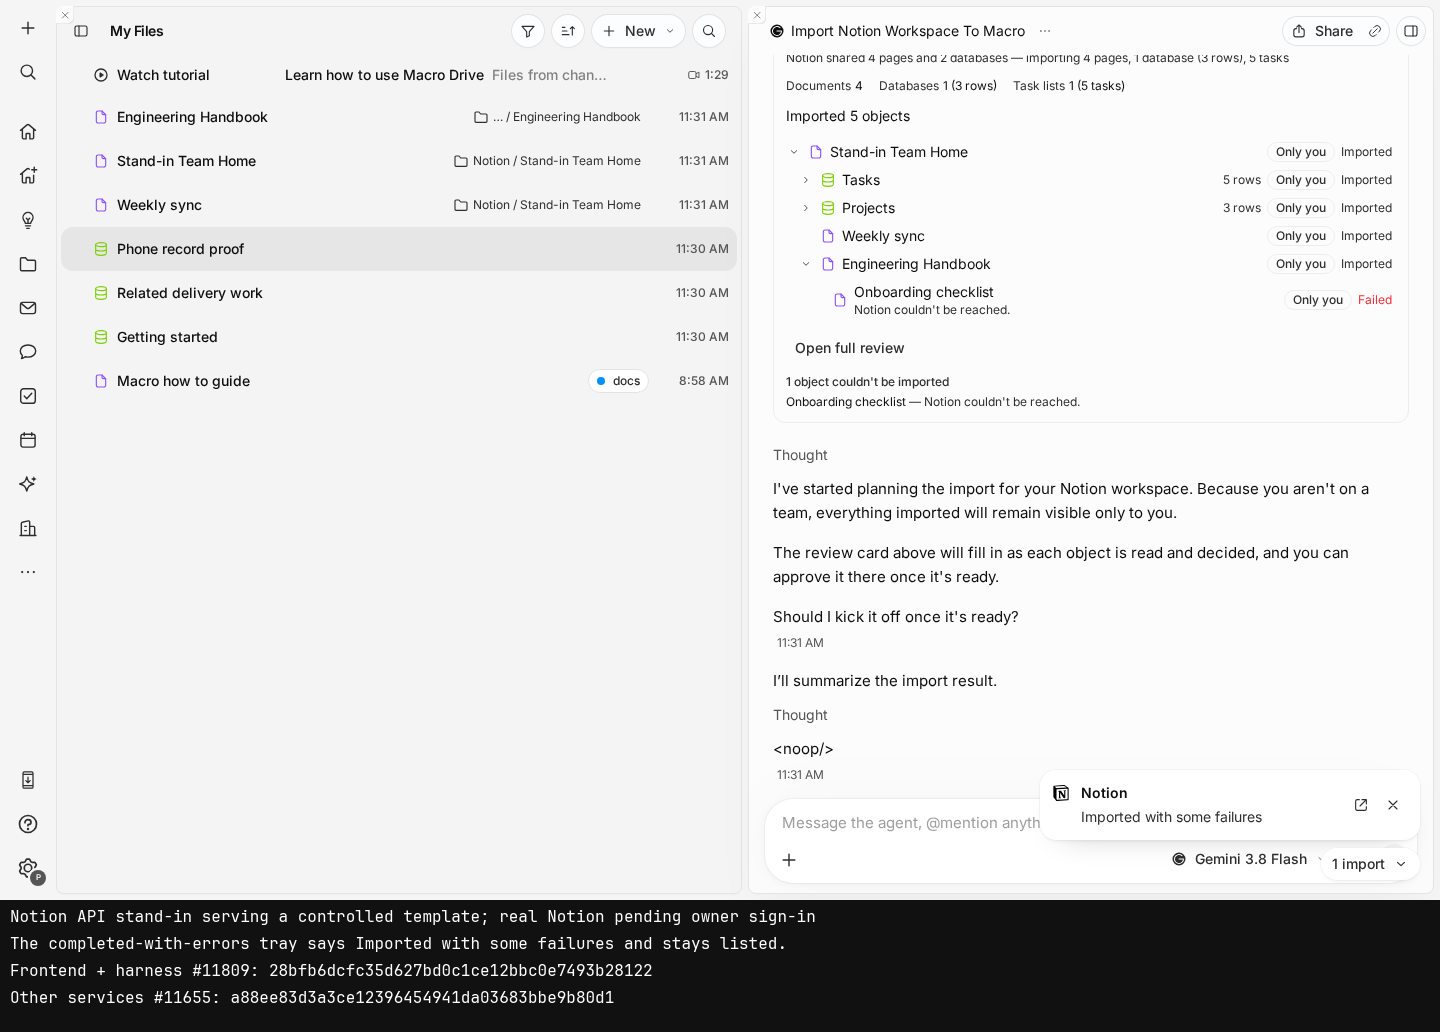 My Files
New
Watch tutorial
Learn how to use Macro Drive Files from chan...
1:29
Engineering Handbook
... / Engineering Handbook
11:31 AM
Stand-in Team Home
Notion / Stand-in Team Home
11:31 AM
Weekly sync
Notion / Stand-in Team Home
11:31 AM
Phone record proof
11:30 AM
Related delivery work
11:30 AM
Getting started
11:30 AM
Macro how to guide
docs
8:58 AM
P
Import Notion Workspace To Macro
Share
Notion shared 4 pages and 2 databases — importing 4 pages, 1 database (3 rows), 5 tasks
Documents 4 Databases 1 (3 rows) Task lists 1 (5 tasks)
Imported 5 objects
Stand-in Team Home Only you Imported
Tasks 5 rows Only you Imported
Projects 3 rows Only you Imported
Weekly sync Only you Imported
Engineering Handbook Only you Imported
Onboarding checklist Only you Failed
Notion couldn't be reached.
Open full review
1 object couldn't be imported
Onboarding checklist — Notion couldn't be reached.
Thought
I've started planning the import for your Notion workspace. Because you aren't on a
team, everything imported will remain visible only to you.
The review card above will fill in as each object is read and decided, and you can
approve it there once it's ready.
Should I kick it off once it's ready?
11:31 AM
I’ll summarize the import result.
Thought
<noop/>
11:31 AM
Notion
Imported with some failures
Message the agent, @mention anyth
Gemini 3.8 Flash
1 import
Notion API stand-in serving a controlled template; real Notion pending owner sign-in
The completed-with-errors tray says Imported with some failures and stays listed.
Frontend + harness #11809: 28bfb6dcfc35d627bd0c1ce12bbc0e7493b28122
Other services #11655: a88ee83d3a3ce12396454941da03683bbe9b80d1